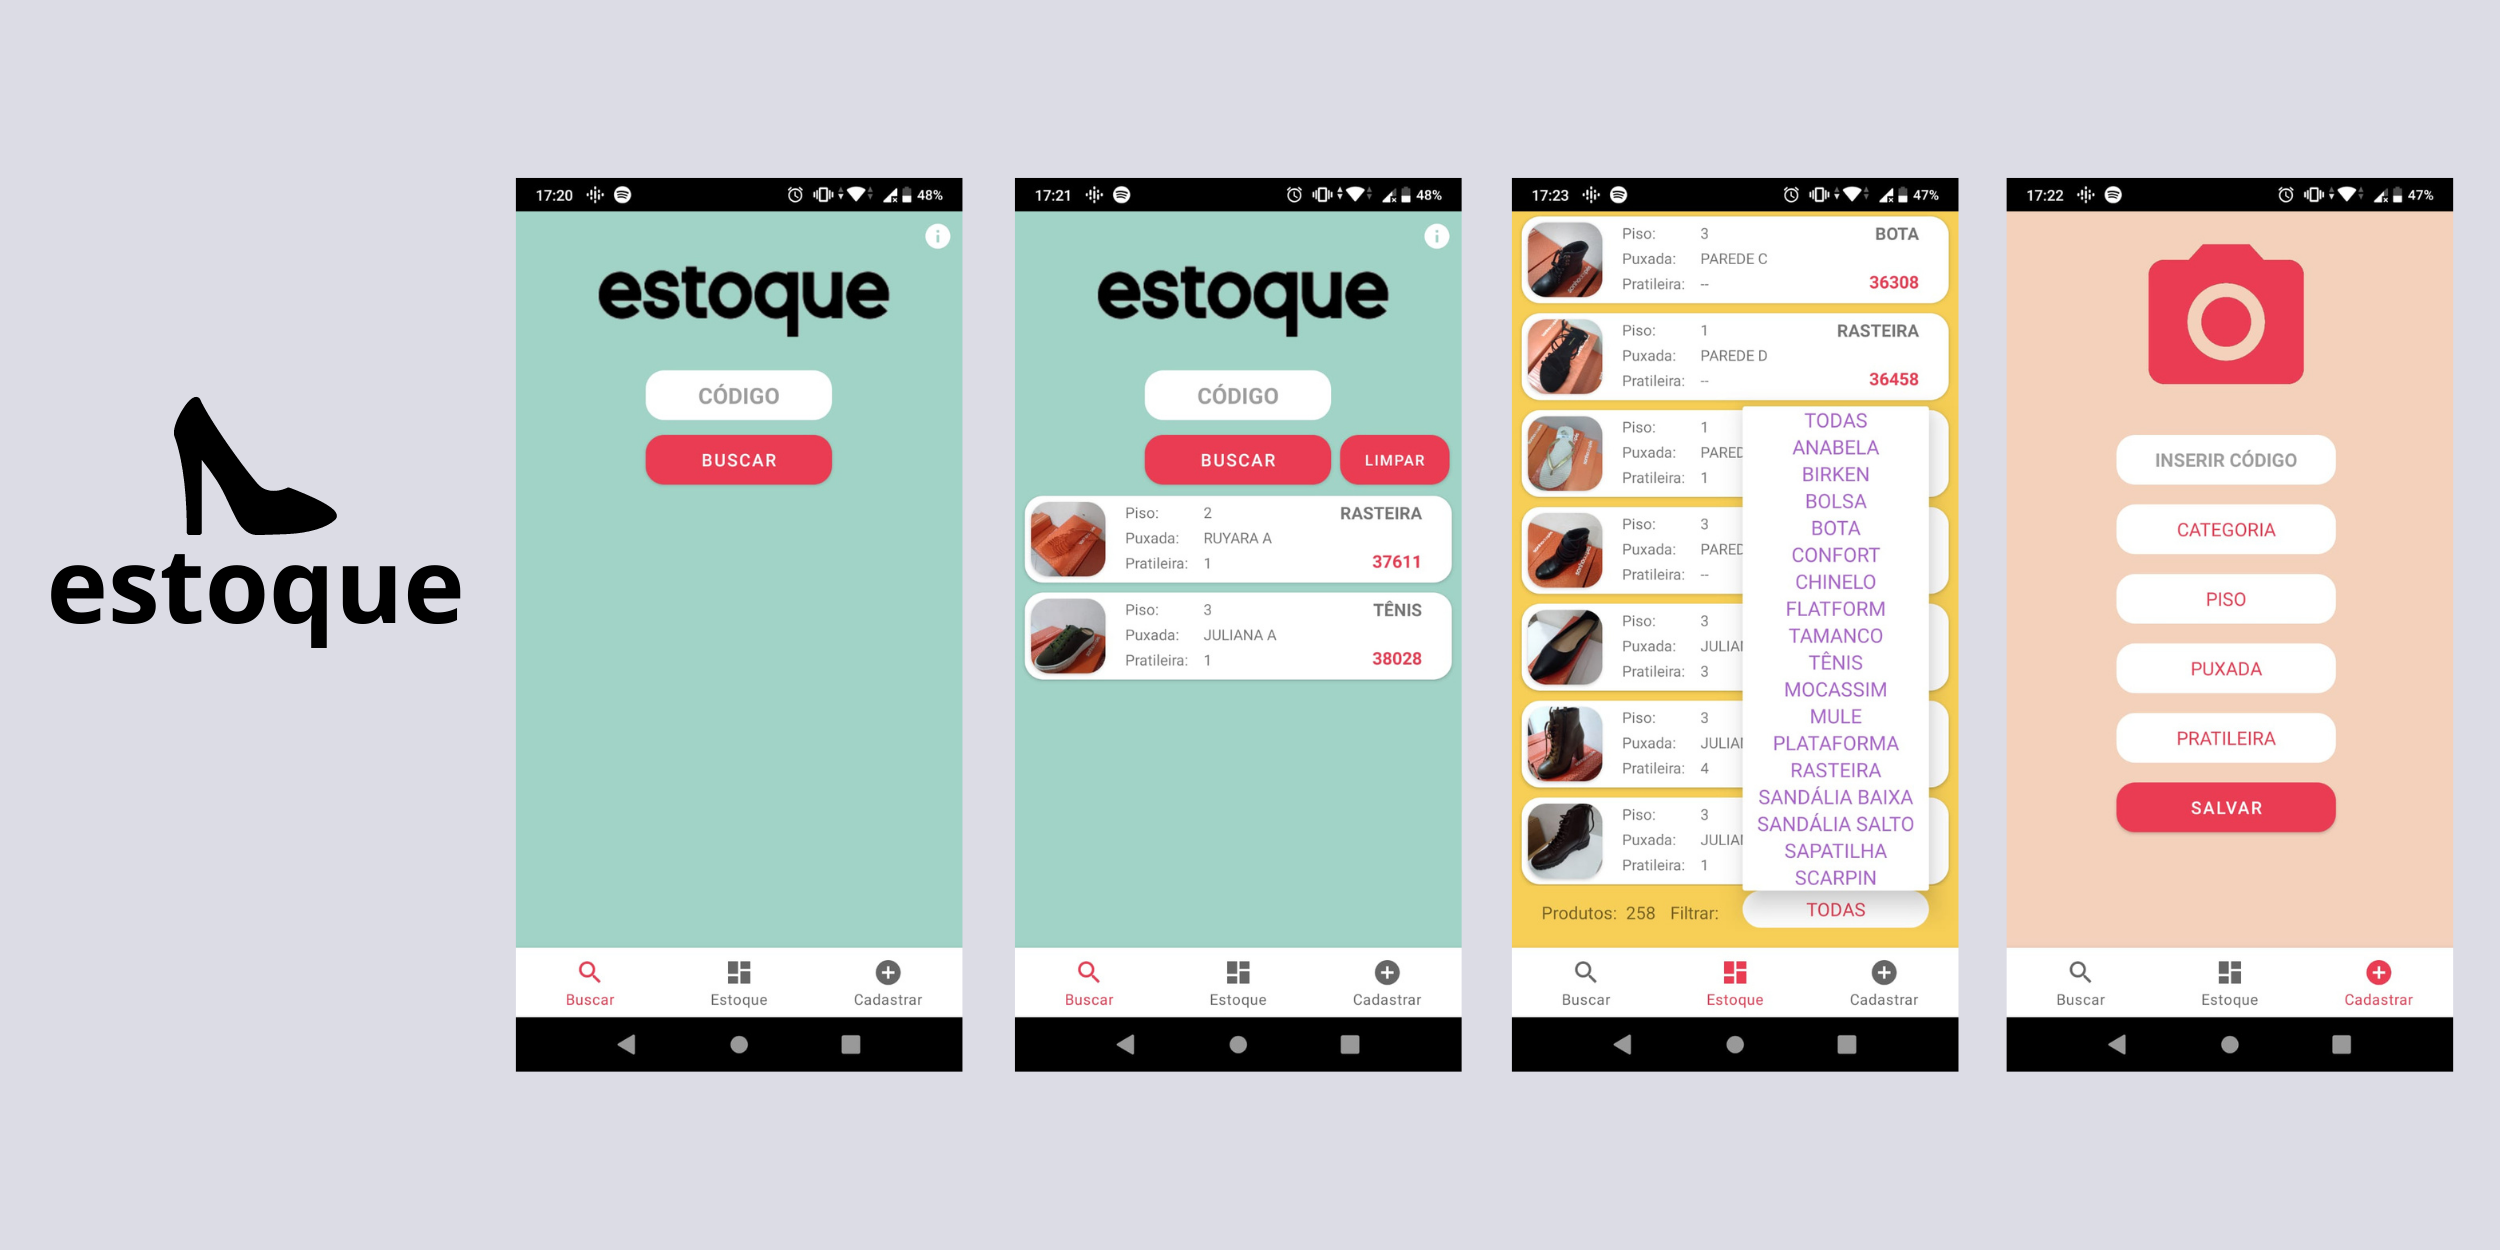 estoque
17:20
48%
estoque
CÓDIGO
BUSCAR
Buscar
Estoque
Cadastrar
17:21
48%
estoque
CÓDIGO
BUSCAR
LIMPAR
Piso: 2 RASTEIRA
Puxada: RUYARA A
Pratileira: 1 37611
Piso: 3 TÊNIS
Puxada: JULIANA A
Pratileira: 1 38028
Buscar
Estoque
Cadastrar
17:23
47%
Piso: 3 BOTA
Puxada: PAREDE C
Pratileira: -- 36308
Piso: 1 RASTEIRA
Puxada: PAREDE D
Pratileira: -- 36458
Piso: 1
Puxada: PARED
Pratileira: 1
Piso: 3
Puxada: PARED
Pratileira: --
Piso: 3
Puxada: JULIA
Pratileira: 3
Piso: 3
Puxada: JULIA
Pratileira: 4
Piso: 3
Puxada: JULIA
Pratileira: 1
TODAS
ANABELA
BIRKEN
BOLSA
BOTA
CONFORT
CHINELO
FLATFORM
TAMANCO
TÊNIS
MOCASSIM
MULE
PLATAFORMA
RASTEIRA
SANDÁLIA BAIXA
SANDÁLIA SALTO
SAPATILHA
SCARPIN
Produtos: 258 Filtrar: TODAS
Buscar
Estoque
Cadastrar
17:22
47%
INSERIR CÓDIGO
CATEGORIA
PISO
PUXADA
PRATILEIRA
SALVAR
Buscar
Estoque
Cadastrar